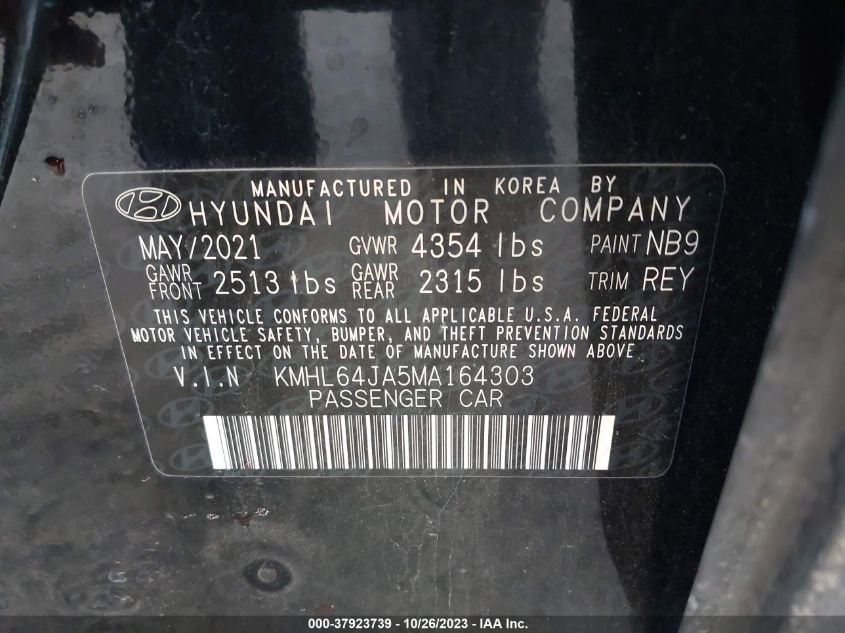 MANUFACTURED IN KOREA BY
HYUNDAI MOTOR COMPANY
MAY/2021 GVWR 4354 lbs PAINT NB9
GAWR FRONT 2513 lbs GAWR REAR 2315 lbs TRIM REY
THIS VEHICLE CONFORMS TO ALL APPLICABLE U.S.A. FEDERAL
MOTOR VEHICLE SAFETY, BUMPER, AND THEFT PREVENTION STANDARDS
IN EFFECT ON THE DATE OF MANUFACTURE SHOWN ABOVE
V.I.N KMHL64JA5MA164303
PASSENGER CAR
000-37923739 - 10/26/2023 - IAA Inc.